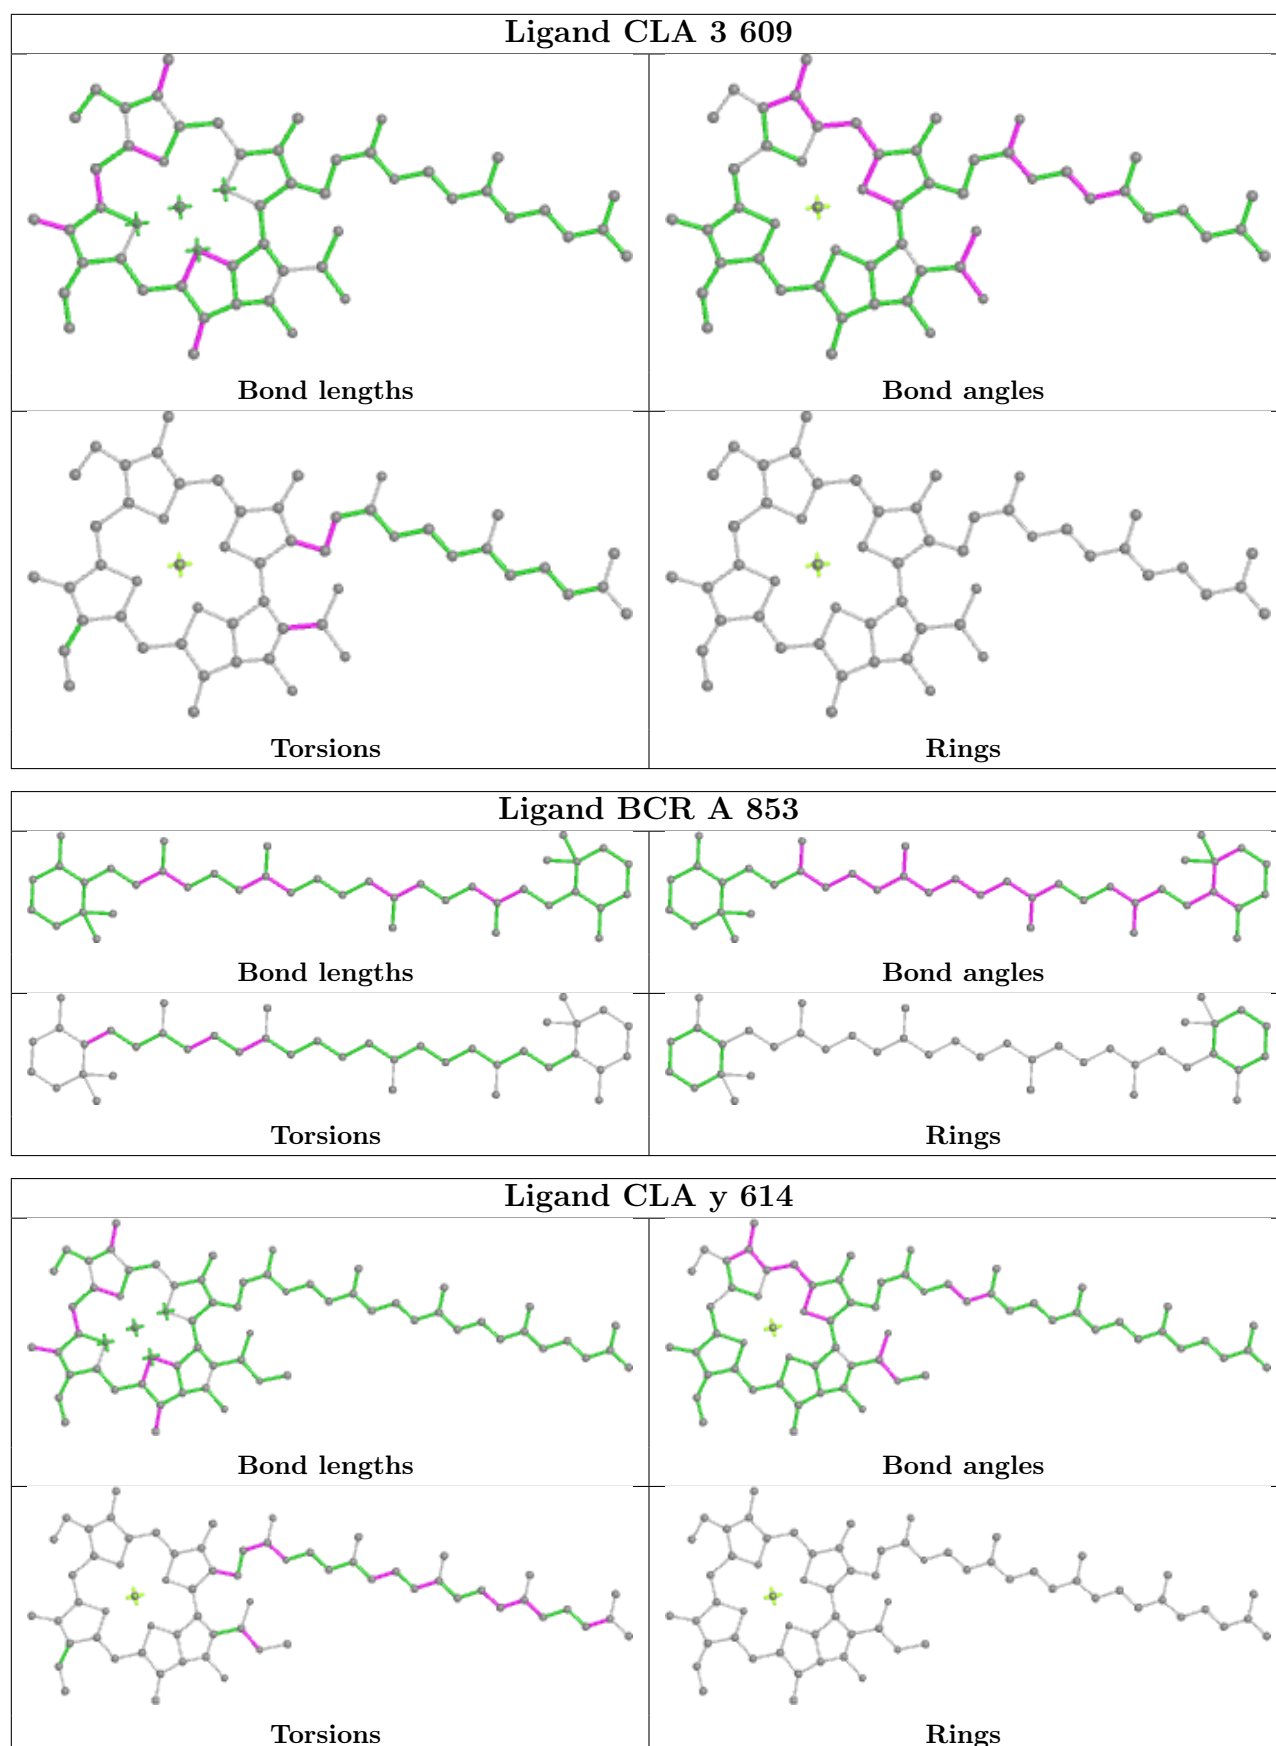 Ligand CLA 3 609
Bond lengths
Bond angles
Torsions
Rings
Ligand BCR A 853
Bond lengths
Bond angles
Torsions
Rings
Ligand CLA y 614
Bond lengths
Bond angles
Torsions
Rings